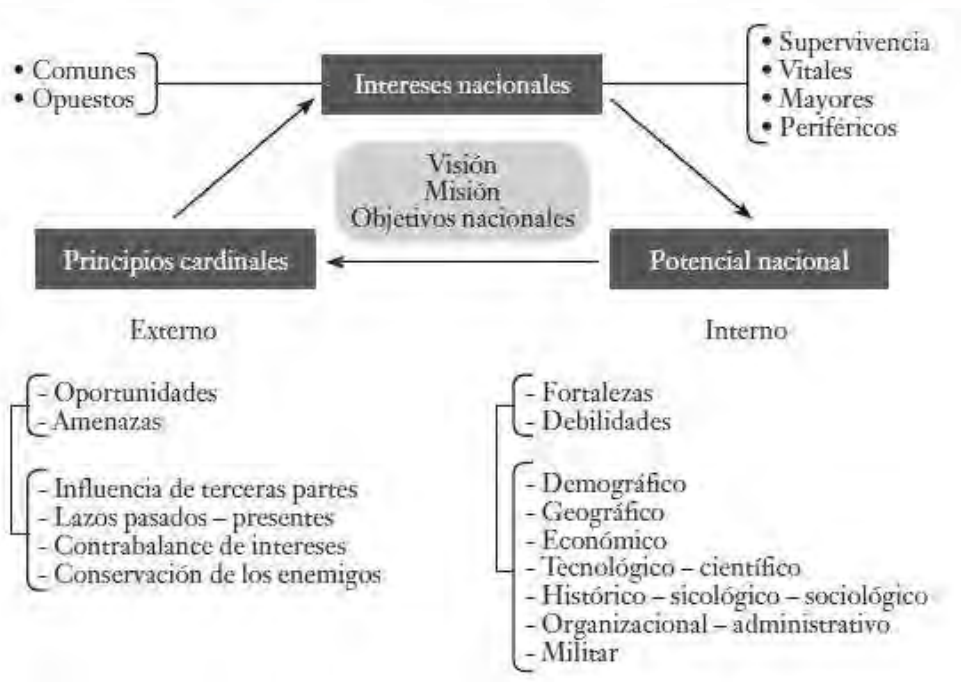 • Comunes
• Opuestos
Intereses nacionales
• Supervivencia
• Vitales
• Mayores
• Periféricos
Visión
Misión
Objetivos nacionales
Principios cardinales
Potencial nacional
Externo
Interno
- Oportunidades
- Amenazas
- Influencia de terceras partes
- Lazos pasados – presentes
- Contrabalance de intereses
- Conservación de los enemigos
- Fortalezas
- Debilidades
- Demográfico
- Geográfico
- Económico
- Tecnológico – científico
- Histórico – sicológico – sociológico
- Organizacional – administrativo
- Militar